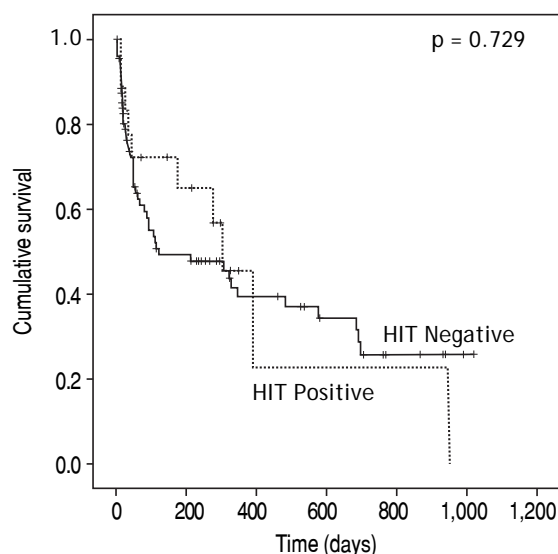 p = 0.729
1.0
0.8
0.6
0.4
0.2
0.0
Cumulative survival
HIT Negative
HIT Positive
0 200 400 600 800 1,000 1,200
Time (days)